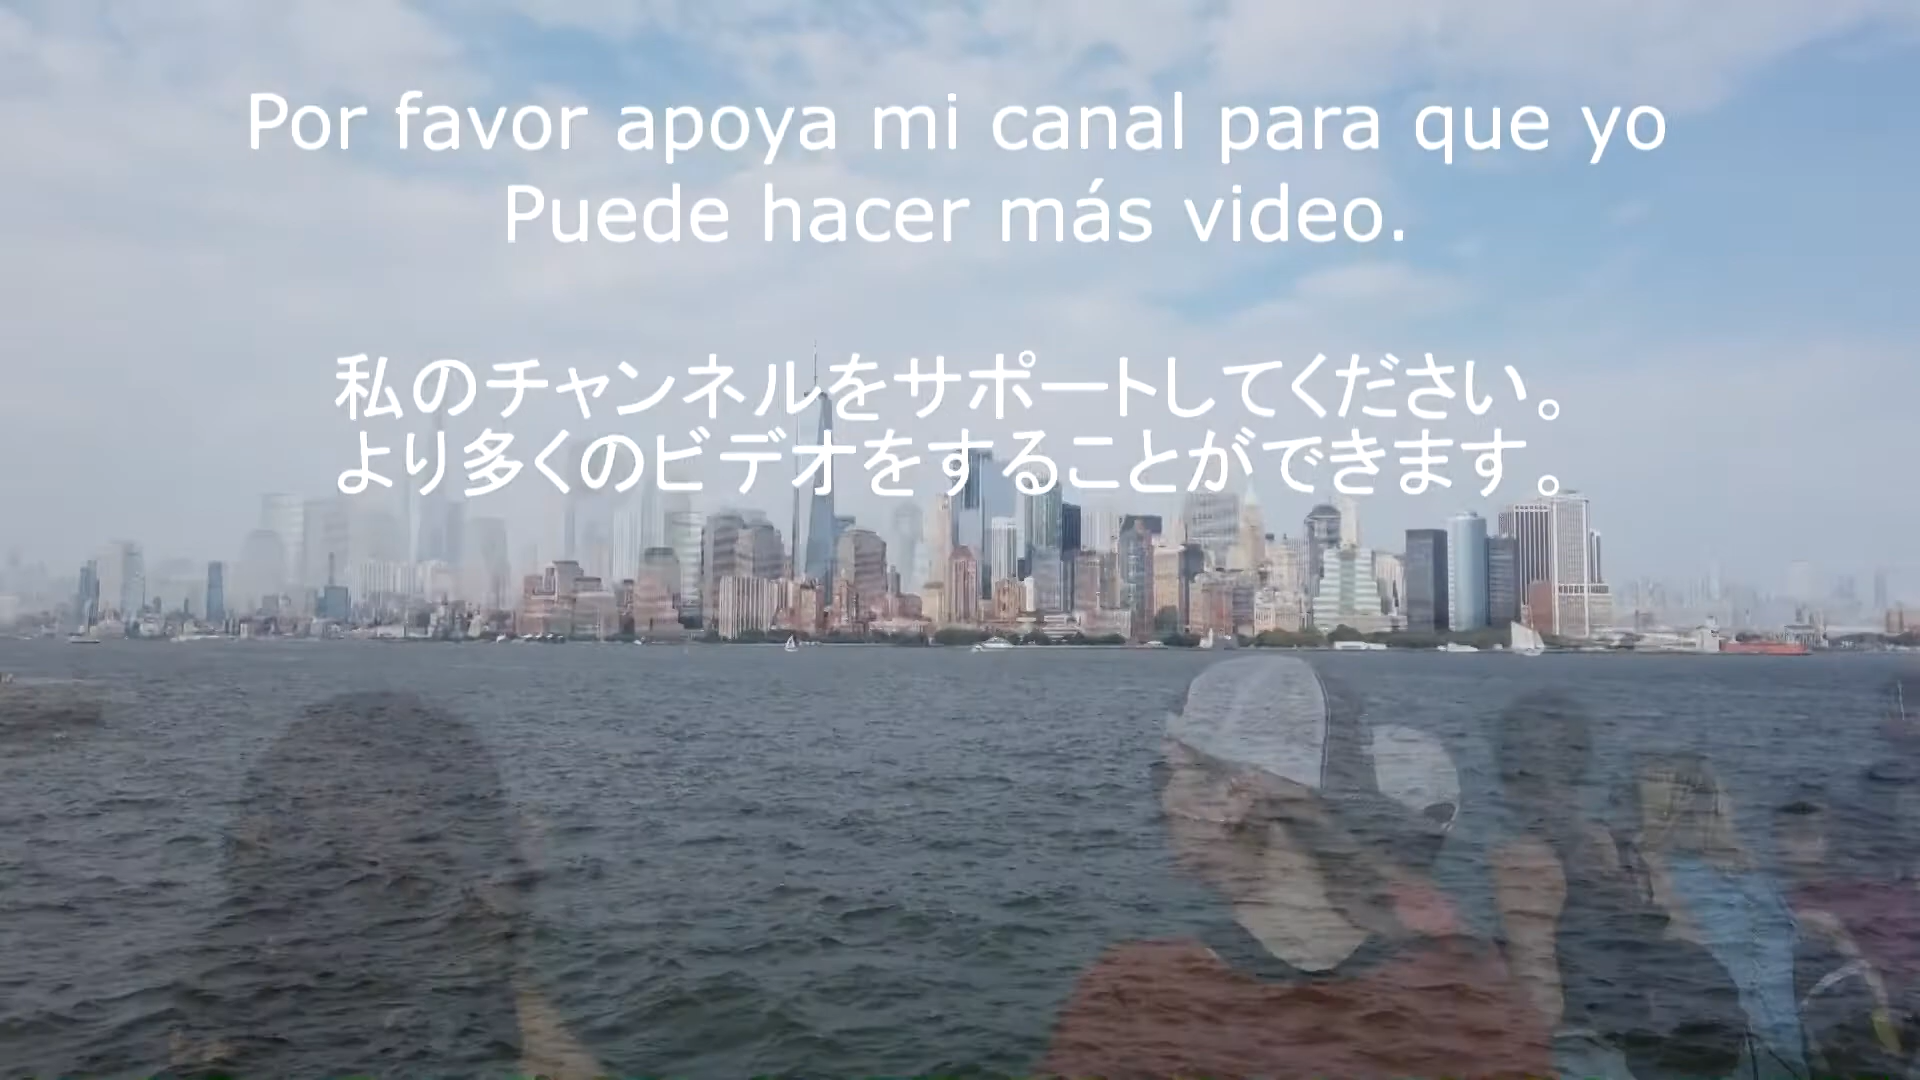 Por favor apoya mi canal para que yo
Puede hacer más video.
私のチャンネルをサポートしてください。
より多くのビデオをすることができます。